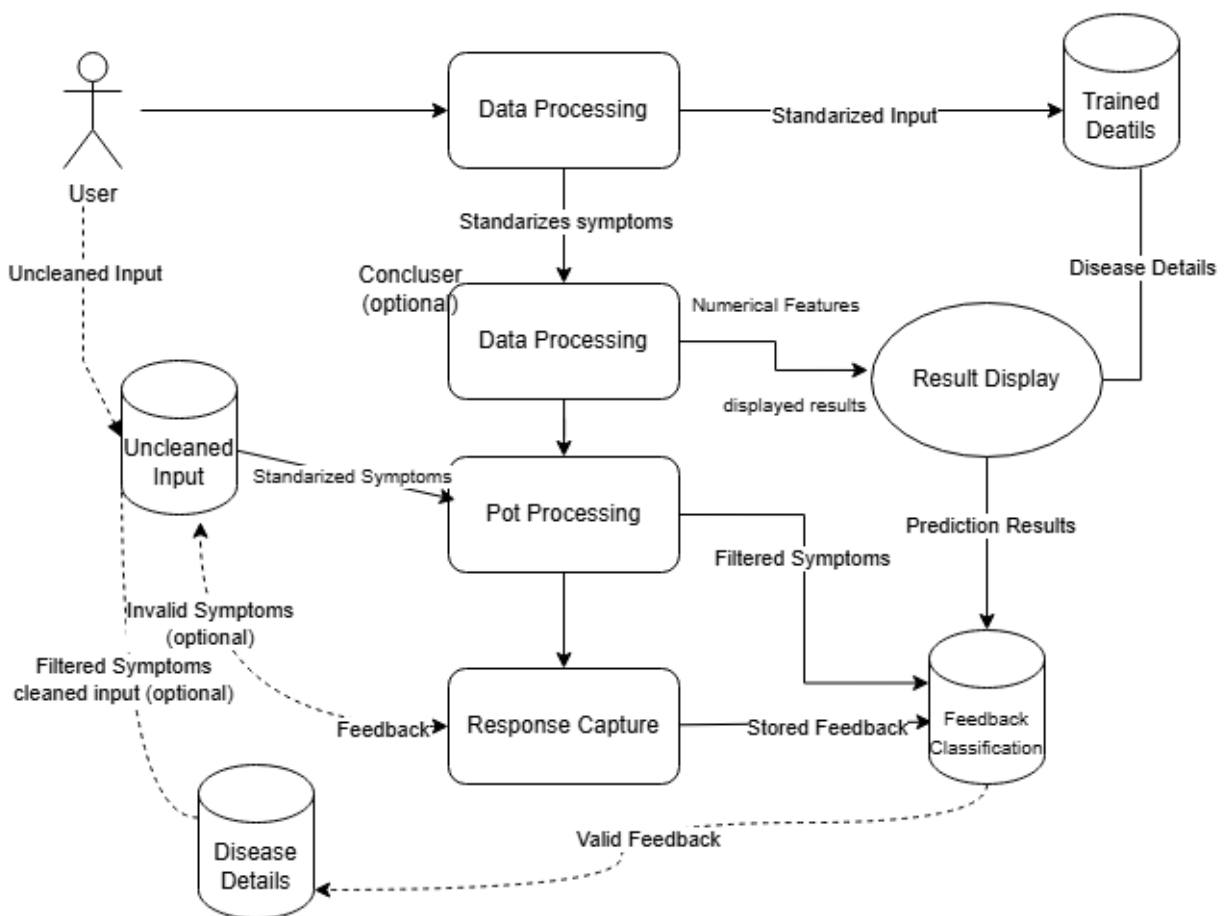 Data Processing
Standarized Input
Trained
Deatils
User
Standarizes symptoms
Uncleaned Input
Concluser
(optional)
Disease Details
Numerical Features
Data Processing
Result Display
displayed results
Uncleaned
Input
Standarized Symptoms
Pot Processing
Prediction Results
Filtered Symptoms
Invalid Symptoms
(optional)
Filtered Symptoms
cleaned input (optional)
Feedback
Response Capture
Stored Feedback
Feedback
Classification
Valid Feedback
Disease
Details